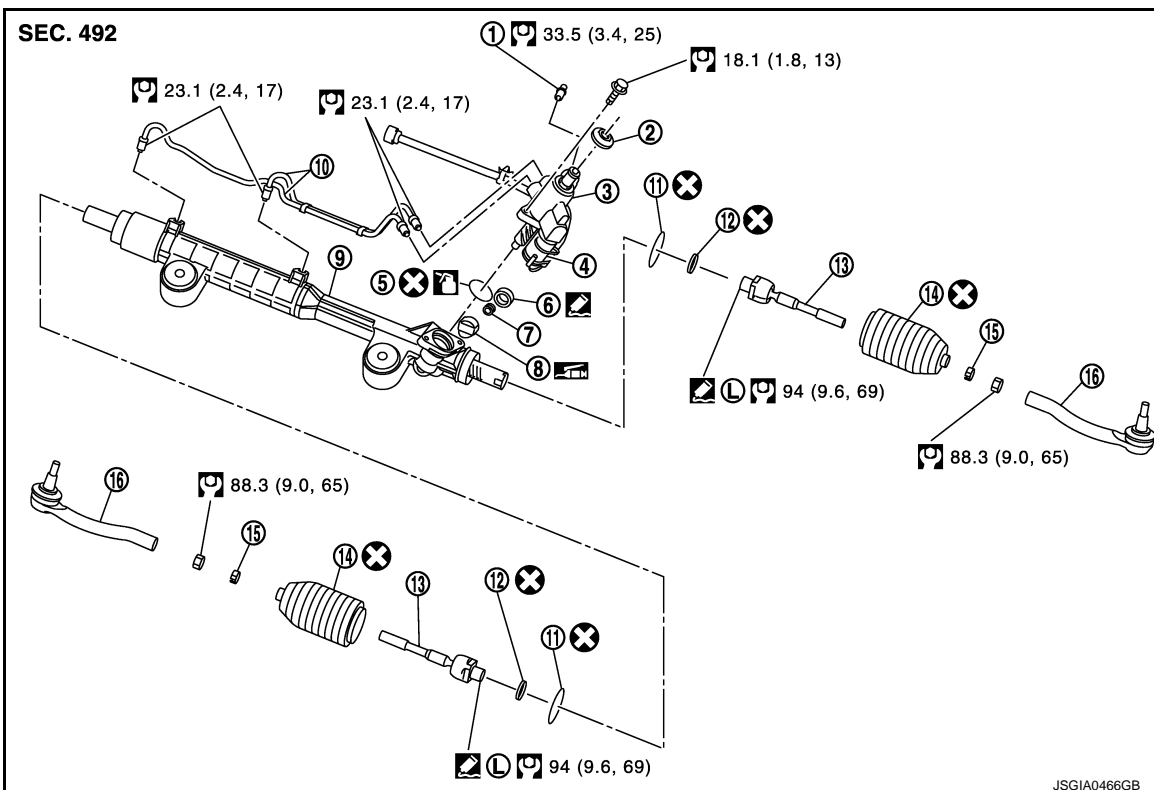 SEC. 492
① 33.5 (3.4, 25)
18.1 (1.8, 13)
23.1 (2.4, 17)
23.1 (2.4, 17)
②
⑩
③
⑪
⑫
④
⑨
⑬
⑤
⑥
⑭
⑦
⑮
⑧
⑯
Ⓛ 94 (9.6, 69)
88.3 (9.0, 65)
⑯
88.3 (9.0, 65)
⑮
⑭
⑬
⑫
⑪
Ⓛ 94 (9.6, 69)
JSGIA0466GB